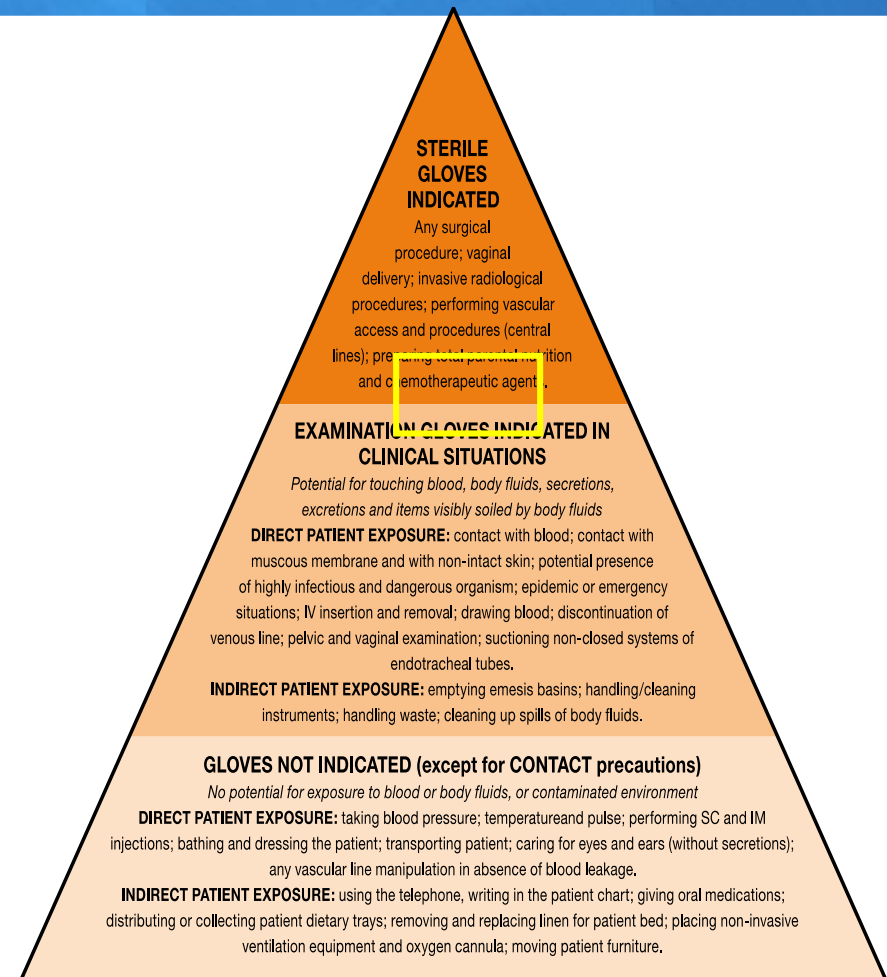 STERILE
GLOVES
INDICATED
Any surgical
procedure; vaginal
delivery; invasive radiological
procedures; performing vascular
access and procedures (central
lines); preparing total parental nutrition
and chemotherapeutic agents.
EXAMINATION GLOVES INDICATED IN
CLINICAL SITUATIONS
Potential for touching blood, body fluids, secretions,
excretions and items visibly soiled by body fluids
DIRECT PATIENT EXPOSURE: contact with blood; contact with
muscous membrane and with non-intact skin; potential presence
of highly infectious and dangerous organism; epidemic or emergency
situations; IV insertion and removal; drawing blood; discontinuation of
venous line; pelvic and vaginal examination; suctioning non-closed systems of
endotracheal tubes.
INDIRECT PATIENT EXPOSURE: emptying emesis basins; handling/cleaning
instruments; handling waste; cleaning up spills of body fluids.
GLOVES NOT INDICATED (except for CONTACT precautions)
No potential for exposure to blood or body fluids, or contaminated environment
DIRECT PATIENT EXPOSURE: taking blood pressure; temperatureand pulse; performing SC and IM
injections; bathing and dressing the patient; transporting patient; caring for eyes and ears (without secretions);
any vascular line manipulation in absence of blood leakage.
INDIRECT PATIENT EXPOSURE: using the telephone, writing in the patient chart; giving oral medications;
distributing or collecting patient dietary trays; removing and replacing linen for patient bed; placing non-invasive
ventilation equipment and oxygen cannula; moving patient furniture.